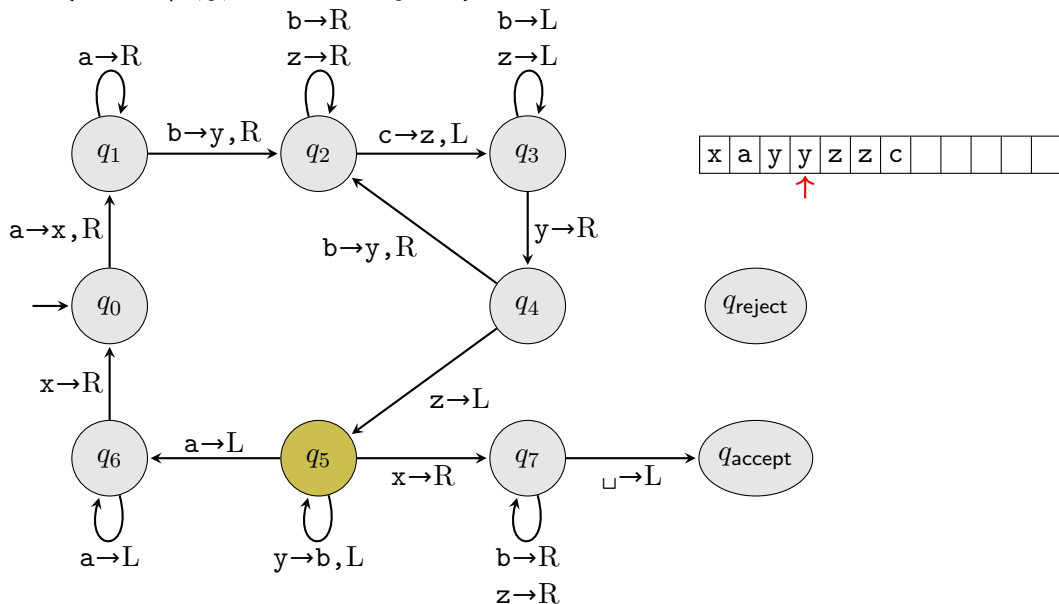 b→R
b→L
a→R
z→R
z→L
q1
b→y,R
q2
c→z,L
q3
x a y y z z c
a→x,R
b→y,R
y→R
q0
q4
qreject
x→R
z→L
q6
a→L
q5
x→R
q7
␣→L
qaccept
a→L
y→b,L
b→R
z→R